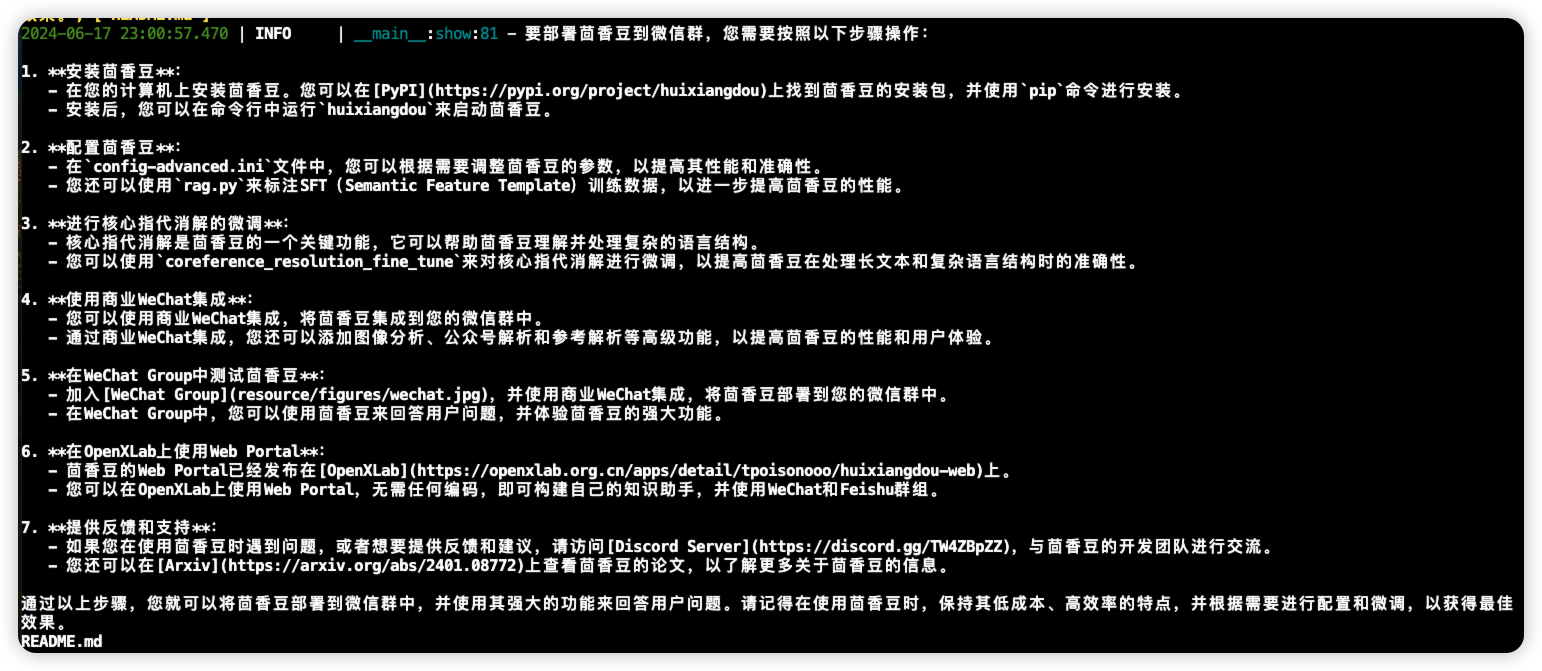 2024-06-17 23:00:57.470 | INFO     | __main__:show:81 - 要部署茴香豆到微信群，您需要按照以下步骤操作：
1. **安装茴香豆**：
- 在您的计算机上安装茴香豆。您可以在[PyPI](https://pypi.org/project/huixiangdou)上找到茴香豆的安装包，并使用`pip`命令进行安装。
- 安装后，您可以在命令行中运行`huixiangdou`来启动茴香豆。
2. **配置茴香豆**：
- 在`config-advanced.ini`文件中，您可以根据需要调整茴香豆的参数，以提高其性能和准确性。
- 您还可以使用`rag.py`来标注SFT（Semantic Feature Template）训练数据，以进一步提高茴香豆的性能。
3. **进行核心指代消解的微调**：
- 核心指代消解是茴香豆的一个关键功能，它可以帮助茴香豆理解并处理复杂的语言结构。
- 您可以使用`coreference_resolution_fine_tune`来对核心指代消解进行微调，以提高茴香豆在处理长文本和复杂语言结构时的准确性。
4. **使用商业WeChat集成**：
- 您可以使用商业WeChat集成，将茴香豆集成到您的微信群中。
- 通过商业WeChat集成，您还可以添加图像分析、公众号解析和参考解析等高级功能，以提高茴香豆的性能和用户体验。
5. **在WeChat Group中测试茴香豆**：
- 加入[WeChat Group](resource/figures/wechat.jpg)，并使用商业WeChat集成，将茴香豆部署到您的微信群中。
- 在WeChat Group中，您可以使用茴香豆来回答用户问题，并体验茴香豆的强大功能。
6. **在OpenXLab上使用Web Portal**：
- 茴香豆的Web Portal已经发布在[OpenXLab](https://openxlab.org.cn/apps/detail/tpoisonooo/huixiangdou-web)上。
- 您可以在OpenXLab上使用Web Portal，无需任何编码，即可构建自己的知识助手，并使用WeChat和Feishu群组。
7. **提供反馈和支持**：
- 如果您在使用茴香豆时遇到问题，或者想要提供反馈和建议，请访问[Discord Server](https://discord.gg/TW4ZBpZZ)，与茴香豆的开发团队进行交流。
- 您还可以在[Arxiv](https://arxiv.org/abs/2401.08772)上查看茴香豆的论文，以了解更多关于茴香豆的信息。
通过以上步骤，您就可以将茴香豆部署到微信群中，并使用其强大的功能来回答用户问题。请记得在使用茴香豆时，保持其低成本、高效率的特点，并根据需要进行配置和微调，以获得最佳
效果。
README.md